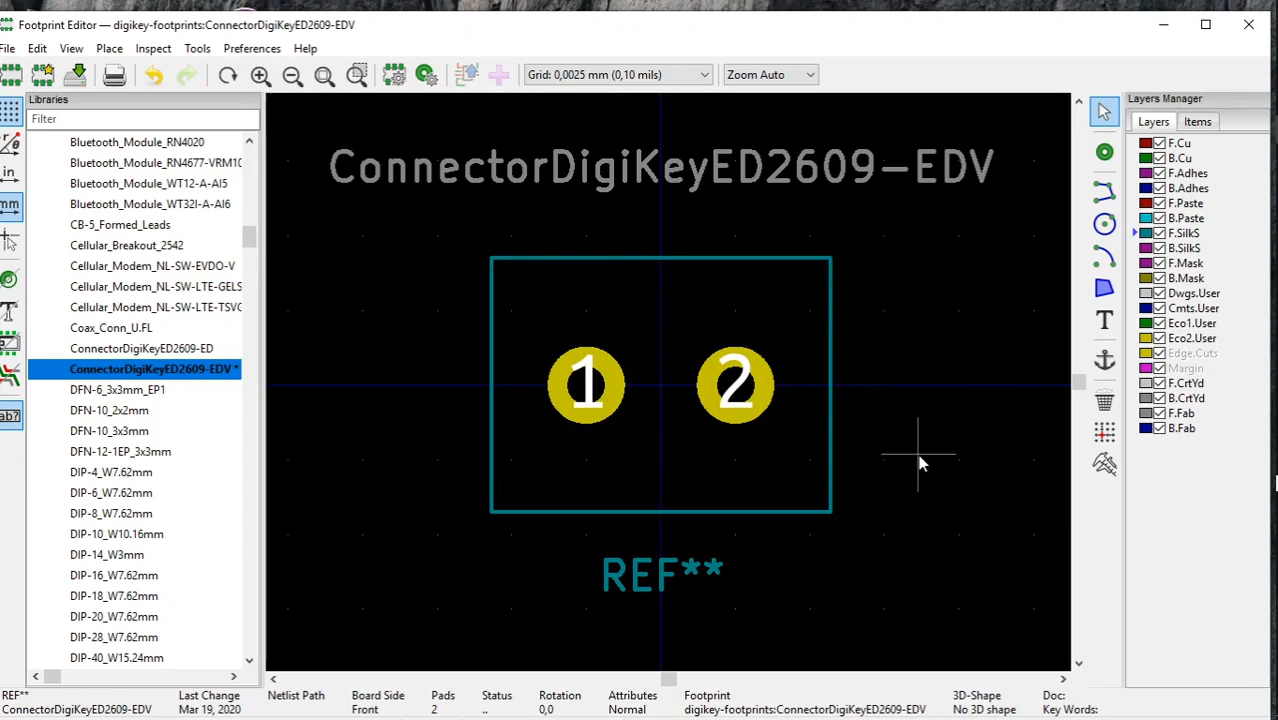 Footprint Editor — digikey-footprints:ConnectorDigiKeyED2609-EDV
File Edit View Place Inspect Tools Preferences Help
Grid: 0,0025 mm (0,10 mils)
Zoom Auto
Libraries
Filter
Bluetooth_Module_RN4020
Bluetooth_Module_RN4677-VRM10
Bluetooth_Module_WT12-A-AI5
Bluetooth_Module_WT32I-A-AI6
CB-5_Formed_Leads
Cellular_Breakout_2542
Cellular_Modem_NL-SW-EVDO-V
Cellular_Modem_NL-SW-LTE-GELS
Cellular_Modem_NL-SW-LTE-TSVG
Coax_Conn_U.FL
ConnectorDigiKeyED2609-ED
ConnectorDigiKeyED2609-EDV *
DFN-6_3x3mm_EP1
DFN-10_2x2mm
DFN-10_3x3mm
DFN-12-1EP_3x3mm
DIP-4_W7.62mm
DIP-6_W7.62mm
DIP-8_W7.62mm
DIP-10_W10.16mm
DIP-14_W3mm
DIP-16_W7.62mm
DIP-18_W7.62mm
DIP-20_W7.62mm
DIP-28_W7.62mm
DIP-40_W15.24mm
in
mm
ab?
ConnectorDigiKeyED2609-EDV
1 2
REF**
Layers Manager
Layers Items
F.Cu
B.Cu
F.Adhes
B.Adhes
F.Paste
B.Paste
F.SilkS
B.SilkS
F.Mask
B.Mask
Dwgs.User
Cmts.User
Eco1.User
Eco2.User
Edge.Cuts
Margin
F.CrtYd
B.CrtYd
F.Fab
B.Fab
REF** Last Change Netlist Path Board Side Pads Status Rotation Attributes Footprint 3D-Shape Doc:
ConnectorDigiKeyED2609-EDV Mar 19, 2020 Front 2 .. 0,0 Normal digikey-footprints:ConnectorDigiKeyED2609-EDV No 3D shape Key Words: